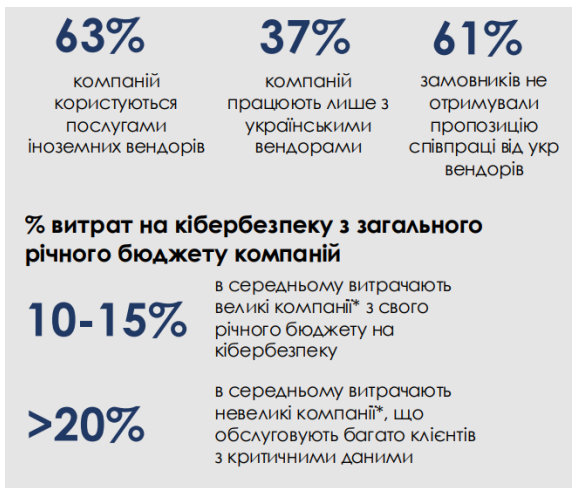 63%
компаній
користуються
послугами
іноземних вендорів
37%
компаній
працюють лише з
українськими
вендорами
61%
замовників не
отримували
пропозицію
співпраці від укр
вендорів
% витрат на кібербезпеку з загального
річного бюджету компаній
10-15%
в середньому витрачають
великі компанії* з свого
річного бюджету на
кібербезпеку
>20%
в середньому витрачають
невеликі компанії*, що
обслуговують багато клієнтів
з критичними даними